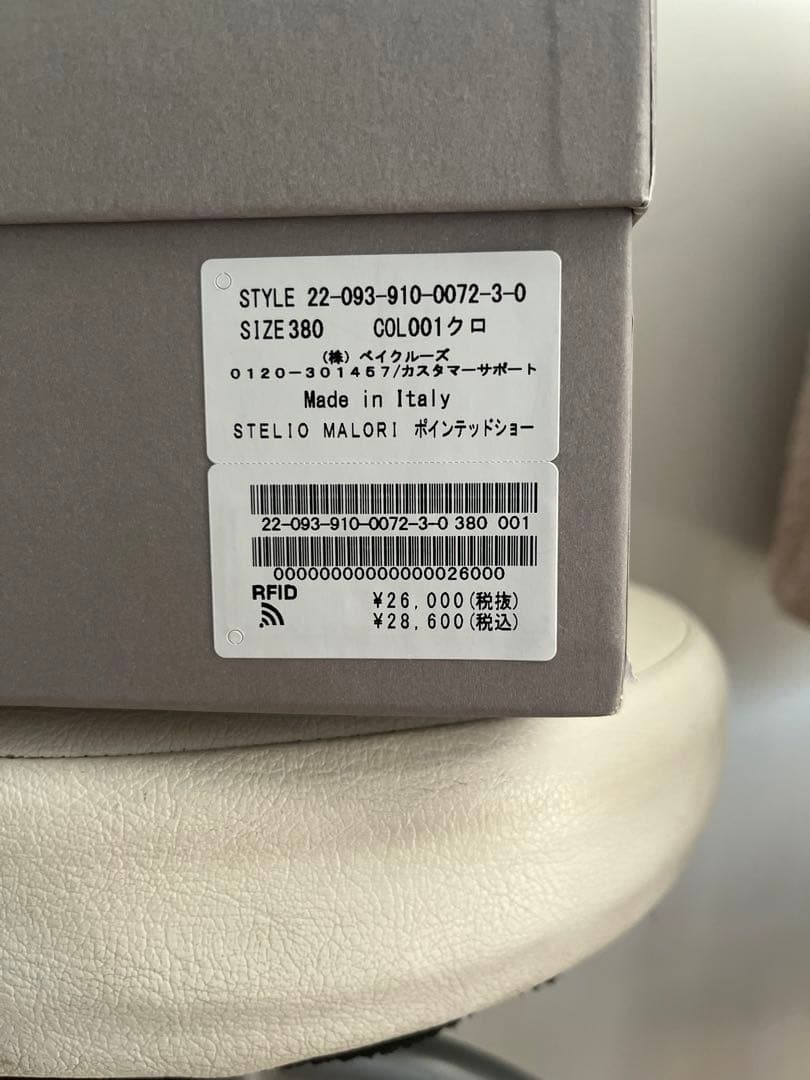 STYLE 22-093-910-0072-3-0
SIZE380 COL001クロ
(株) ベイクルーズ
0120-301457/カスタマーサポート
Made in Italy
STELIO MALORI ポインテッドショー
22-093-910-0072-3-0 380 001
00000000000000026000
RFID
¥26,000(税抜)
¥28,600(税込)